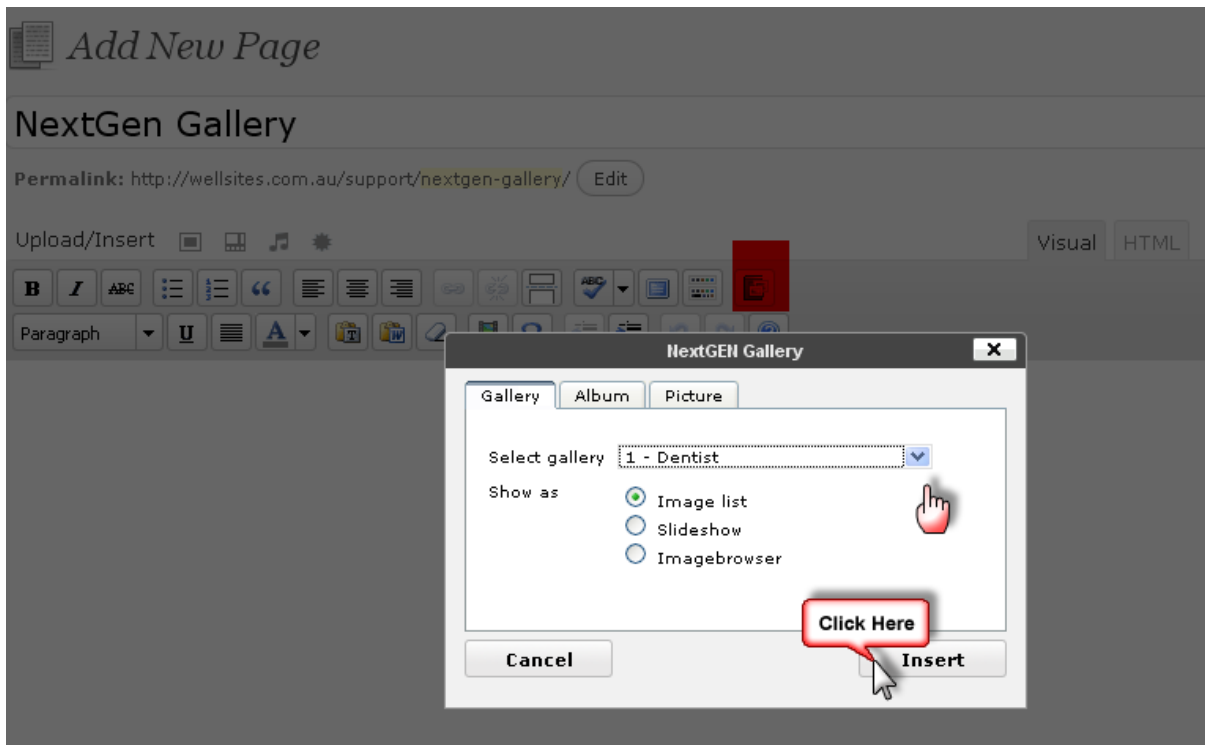 Add New Page
NextGen Gallery
Permalink: http://wellsites.com.au/support/nextgen-gallery/ Edit
Upload/Insert
Visual HTML
B I ABC ABC
Paragraph U A T W
NextGEN Gallery X
Gallery Album Picture
Select gallery 1 - Dentist
Show as Image list
Slideshow
Imagebrowser
Click Here
Cancel Insert